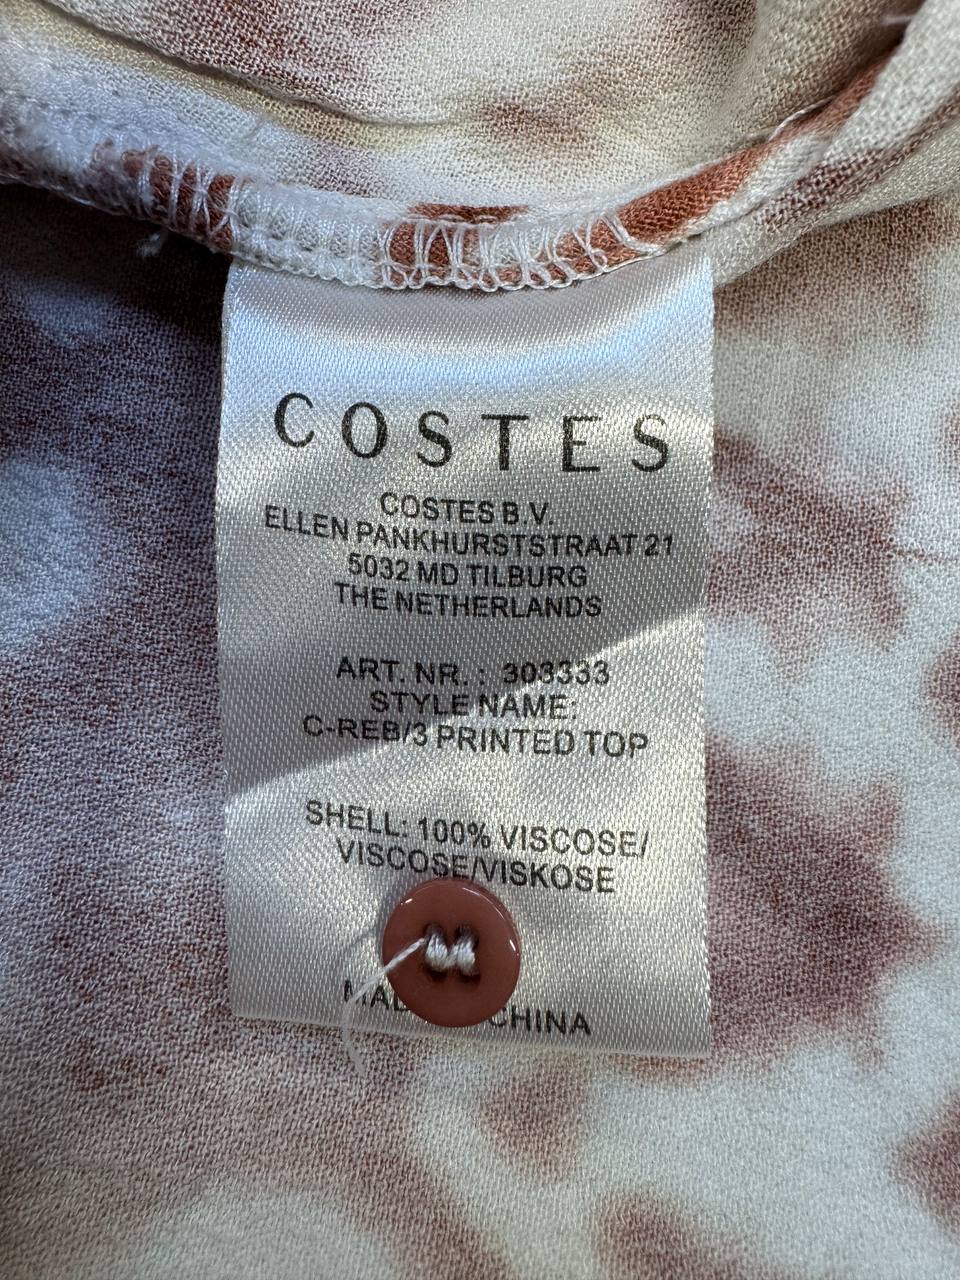 COSTES
COSTES B.V.
ELLEN PANKHURSTSTRAAT 21
5032 MD TILBURG
THE NETHERLANDS
ART. NR. : 303333
STYLE NAME:
C-REB/3 PRINTED TOP
SHELL: 100% VISCOSE/
VISCOSE/VISKOSE
CHINA